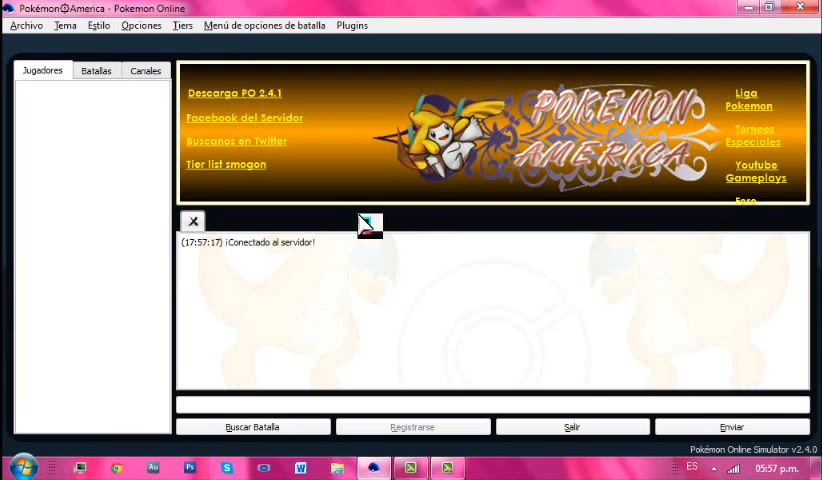 Pokémon۞America - Pokemon Online
Archivo Tema Estilo Opciones Tiers Menú de opciones de batalla Plugins
Jugadores Batallas Canales
Descarga PO 2.4.1
Facebook del Servidor
Buscanos en Twitter
Tier list smogon
POKEMON
AMERICA
Liga
Pokemon
Torneos
Especiales
Youtube
Gameplays
Foro
(17:57:17) ¡Conectado al servidor!
Buscar Batalla Registrarse Salir Enviar
Pokémon Online Simulator v2.4.0
Au Ps S W ES 05:57 p.m.